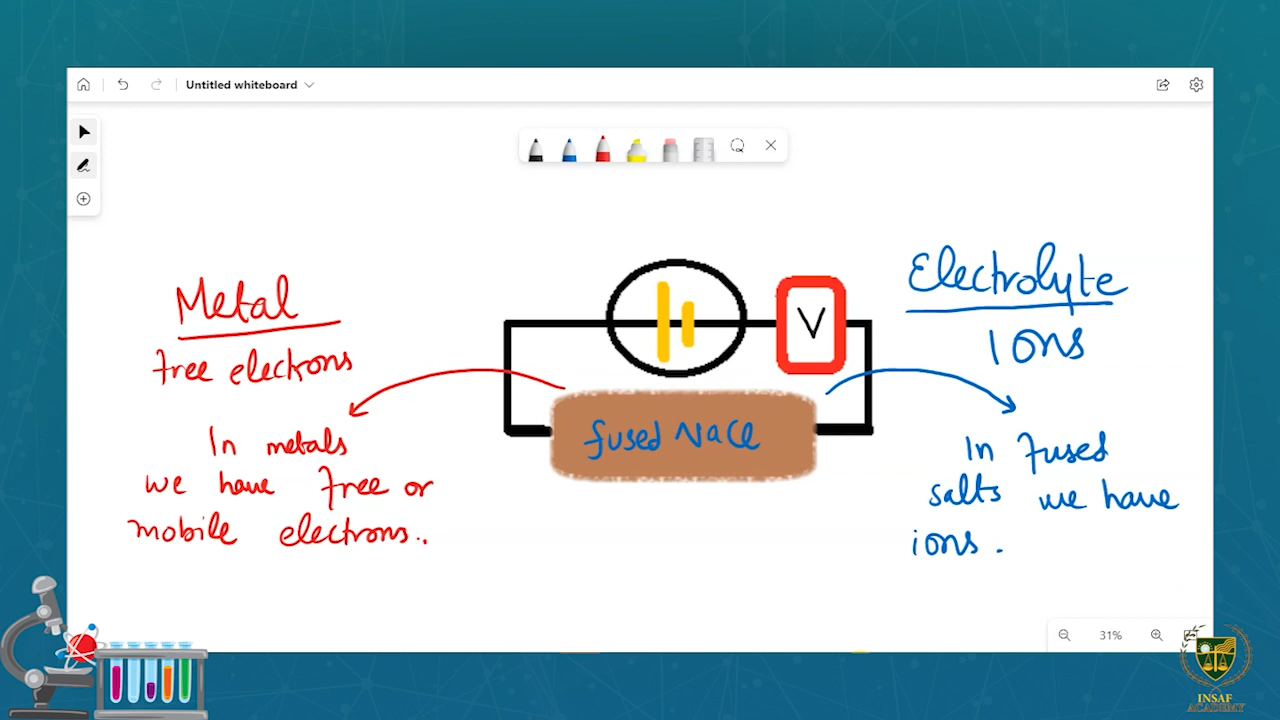 Untitled whiteboard
Metal
free electrons
In metals
we have free or
mobile electrons..
V
fused NaCl
Electrolyte
Ions
In fused
salts we have
ions.
31%
INSAF
ACADEMY